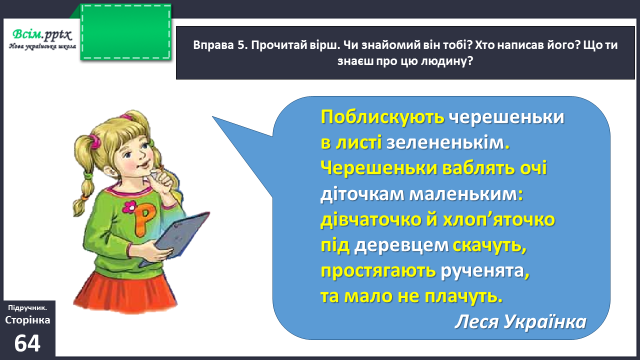 Всім.pptx
Нова українська школа
Вправа 5. Прочитай вірш. Чи знайомий він тобі? Хто написав його? Що ти
знаєш про цю людину?
Поблискують черешеньки
в листі зелененькім.
Черешеньки ваблять очі
діточкам маленьким:
дівчаточко й хлоп’яточко
під деревцем скачуть,
простягають рученята,
та мало не плачуть.
Леся Українка
Р
Підручник.
Сторінка
64